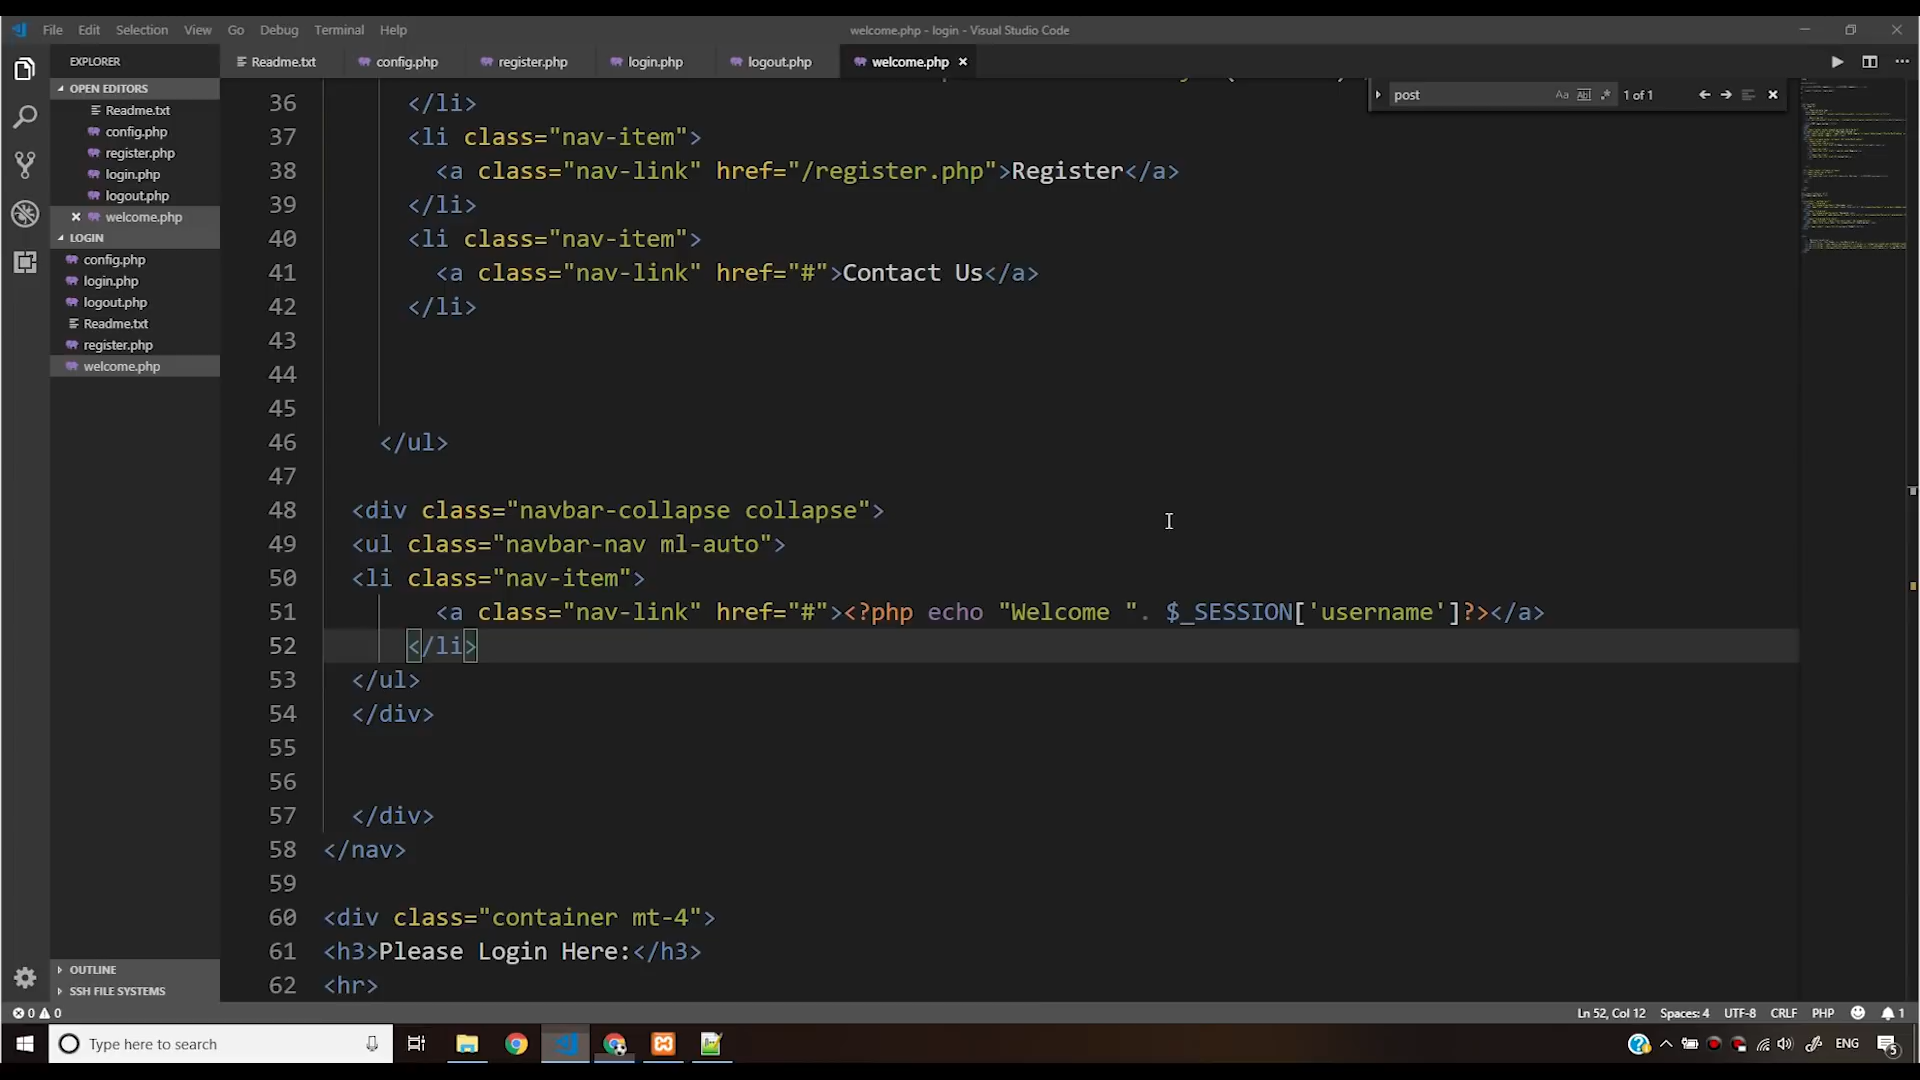 File Edit Selection View Go Debug Terminal Help
welcome.php - login - Visual Studio Code
EXPLORER
OPEN EDITORS
Readme.txt
config.php
register.php
login.php
logout.php
welcome.php
LOGIN
config.php
login.php
logout.php
Readme.txt
register.php
welcome.php
OUTLINE
SSH FILE SYSTEMS
Readme.txt config.php register.php login.php logout.php welcome.php
post Aa Abl .* 1 of 1
36 </li>
37 <li class="nav-item">
38 <a class="nav-link" href="/register.php">Register</a>
39 </li>
40 <li class="nav-item">
41 <a class="nav-link" href="#">Contact Us</a>
42 </li>
43
44
45
46 </ul>
47
48 <div class="navbar-collapse collapse">
49 <ul class="navbar-nav ml-auto">
50 <li class="nav-item">
51 <a class="nav-link" href="#"><?php echo "Welcome ". $_SESSION['username']?></a>
52 </li>
53 </ul>
54 </div>
55
56
57 </div>
58 </nav>
59
60 <div class="container mt-4">
61 <h3>Please Login Here:</h3>
62 <hr>
0 0
Ln 52, Col 12 Spaces: 4 UTF-8 CRLF PHP 1
Type here to search
ENG 5